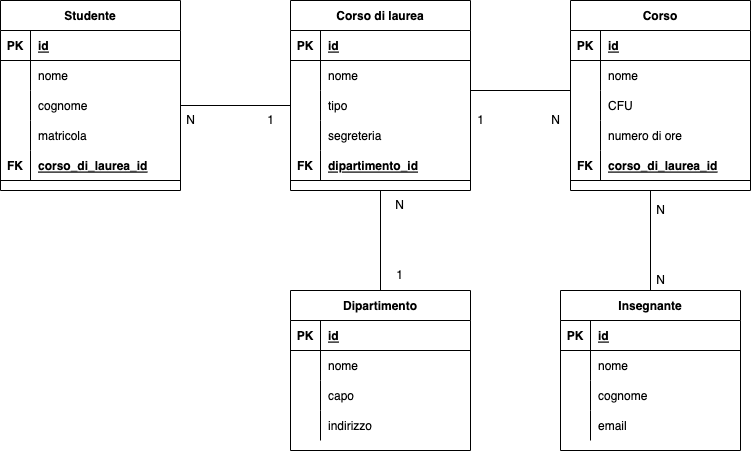 Studente
PK id
nome
cognome
matricola
FK corso_di_laurea_id
N 1
Corso di laurea
PK id
nome
tipo
segreteria
FK dipartimento_id
1 N
Corso
PK id
nome
CFU
numero di ore
FK corso_di_laurea_id
N
1
N
N
Dipartimento
PK id
nome
capo
indirizzo
Insegnante
PK id
nome
cognome
email